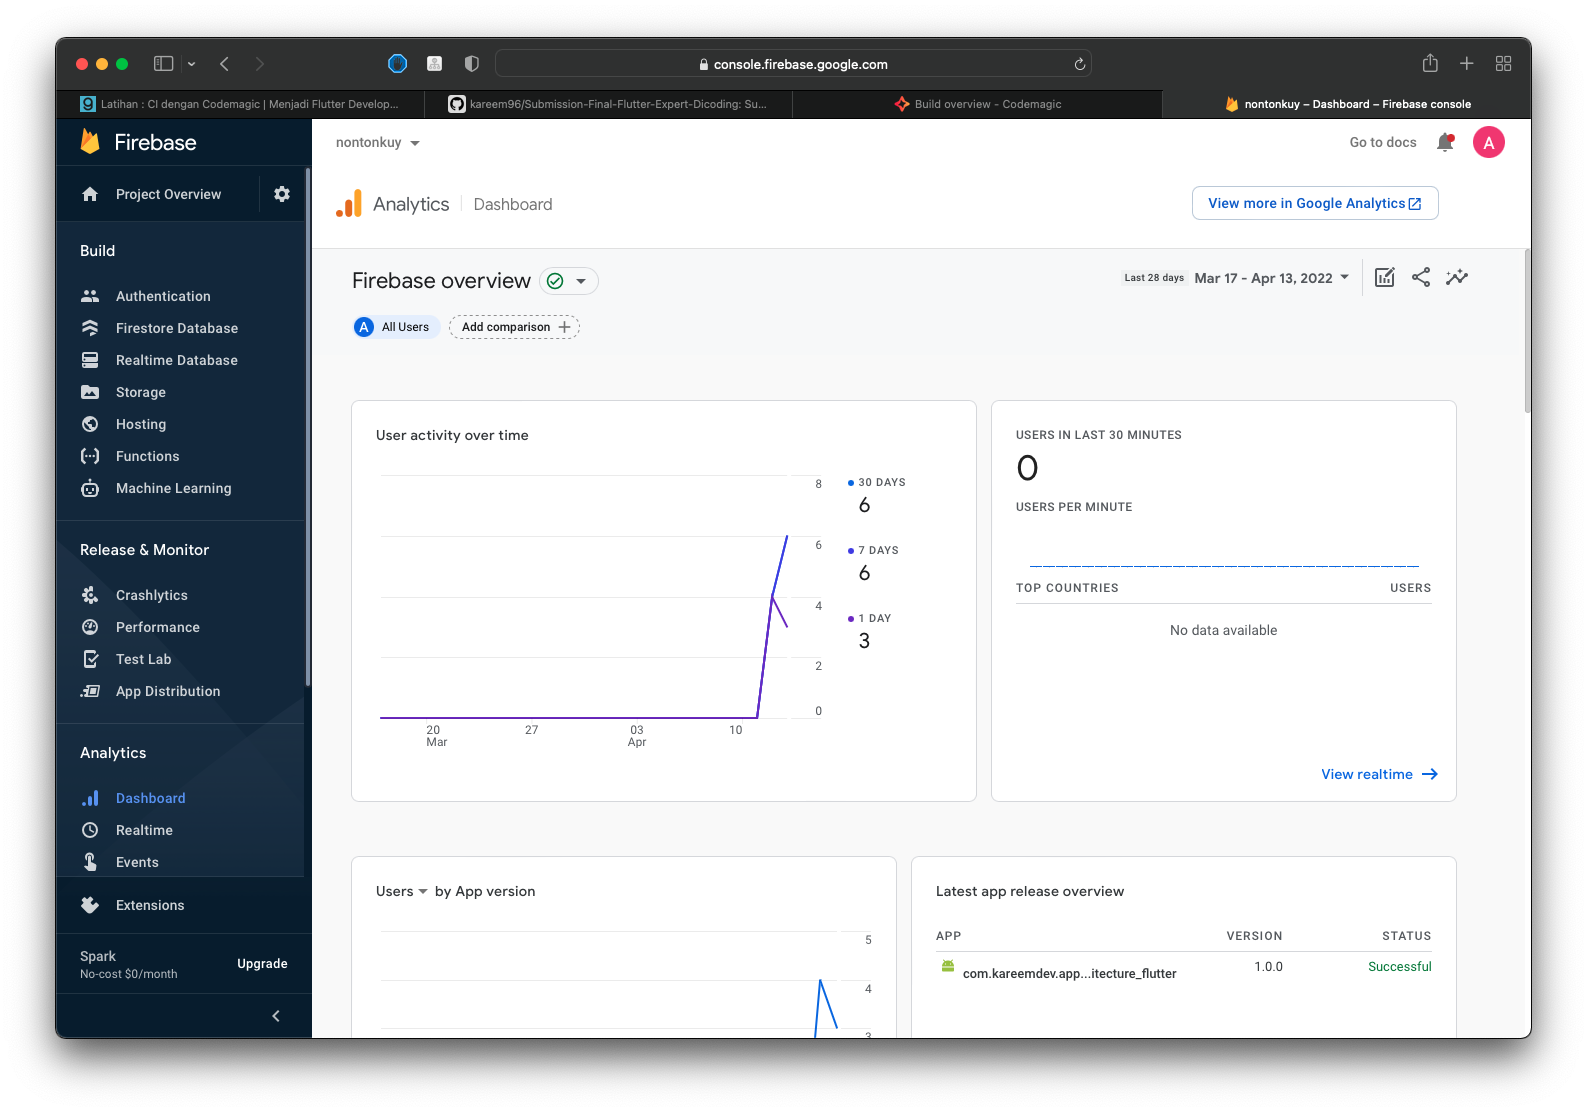 console.firebase.google.com
Latihan : CI dengan Codemagic | Menjadi Flutter Develop...
kareem96/Submission-Final-Flutter-Expert-Dicoding: Su...
Build overview - Codemagic
nontonkuy – Dashboard – Firebase console
Firebase
Project Overview
Build
Authentication
Firestore Database
Realtime Database
Storage
Hosting
Functions
Machine Learning
Release & Monitor
Crashlytics
Performance
Test Lab
App Distribution
Analytics
Dashboard
Realtime
Events
Extensions
Spark
No-cost $0/month
Upgrade
nontonkuy
Go to docs
A
Analytics
Dashboard
View more in Google Analytics
Firebase overview
Last 28 days
Mar 17 - Apr 13, 2022
A
All Users
Add comparison
User activity over time
8
6
4
2
0
20
Mar
27
03
Apr
10
30 DAYS
6
7 DAYS
6
1 DAY
3
USERS IN LAST 30 MINUTES
0
USERS PER MINUTE
TOP COUNTRIES
USERS
No data available
View realtime
Users by App version
5
4
3
Latest app release overview
APP
VERSION
STATUS
com.kareemdev.app...itecture_flutter
1.0.0
Successful